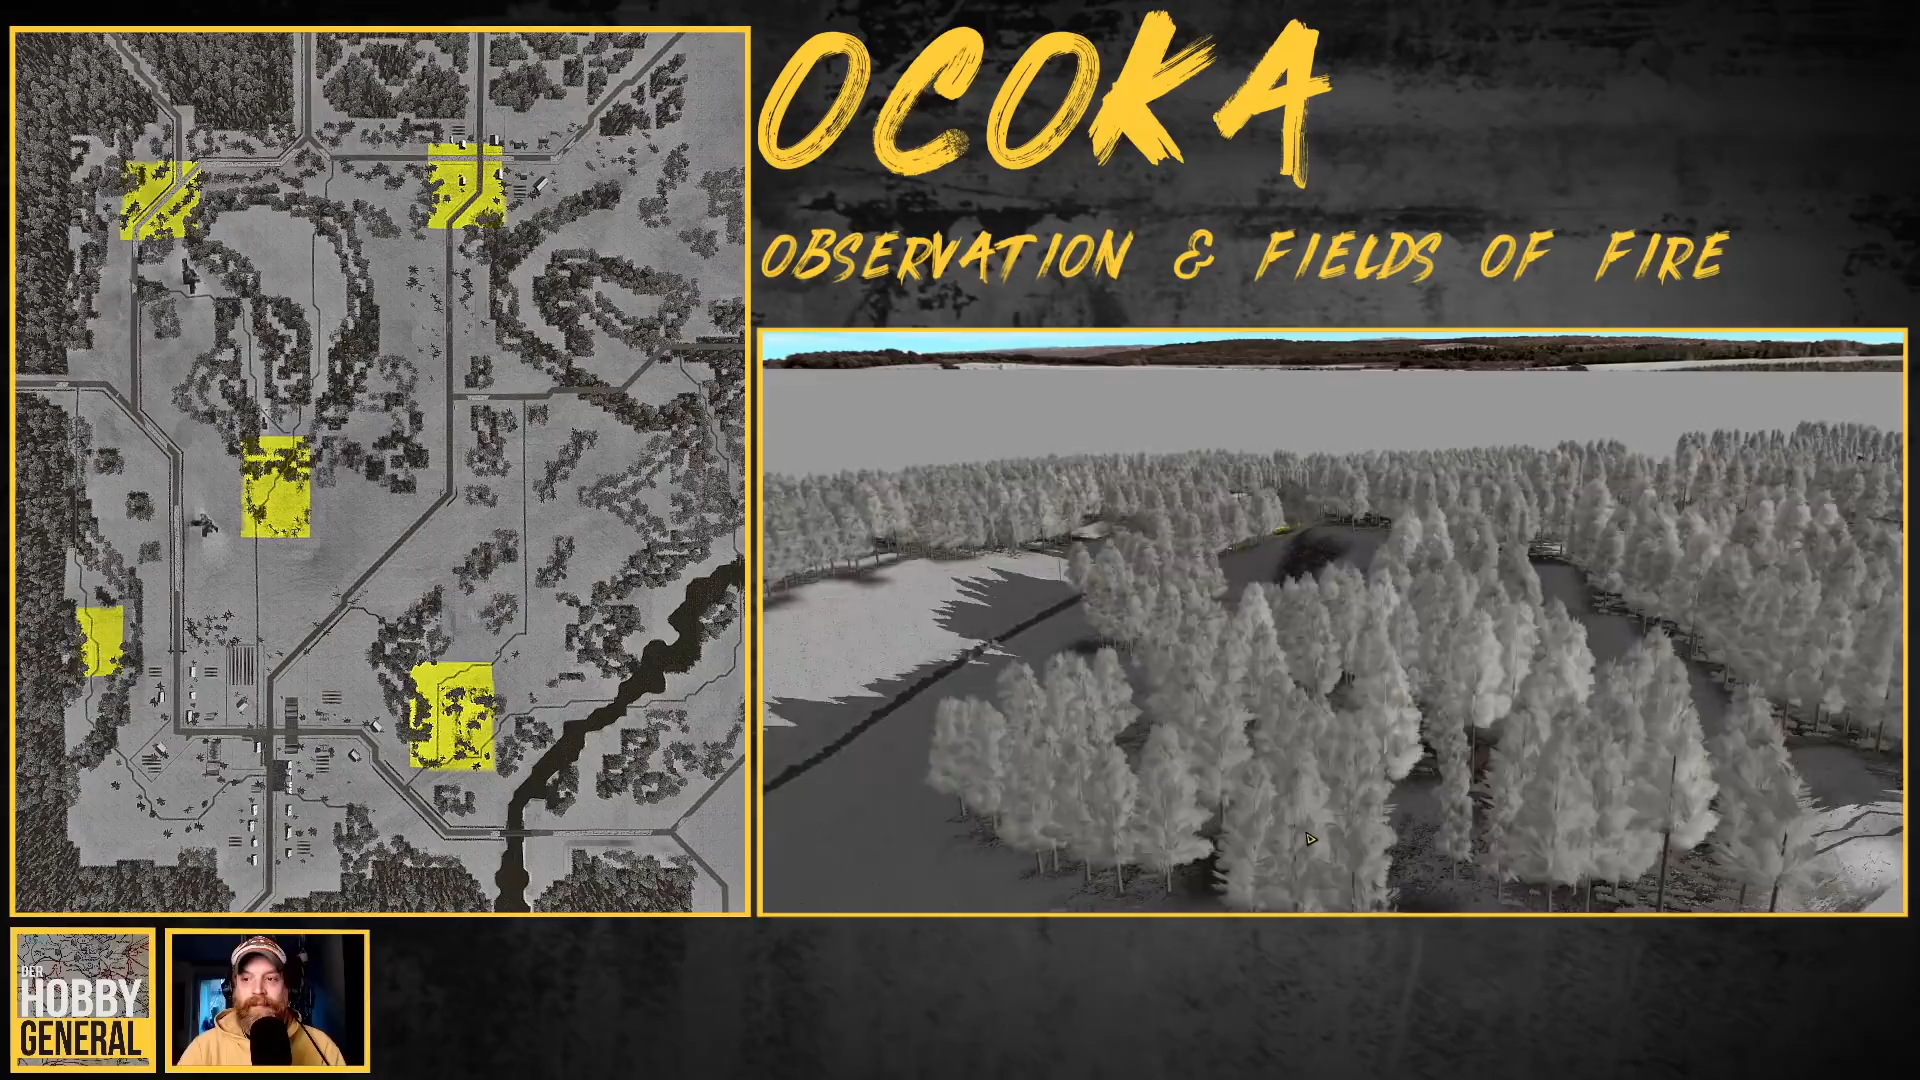 OCOKA
OBSERVATION & FIELDS OF FIRE
DER
HOBBY
GENERAL